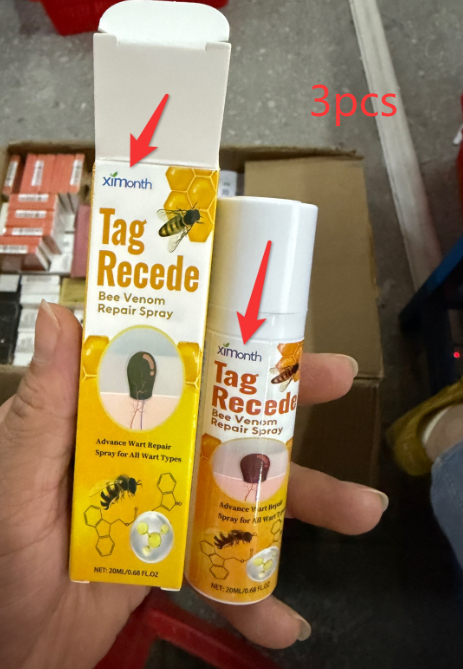 3pcs
ximonth
Tag
Recede
Bee Venom
Repair Spray
Advance Wart Repair
Spray for All Wart Types
NET: 20ML/0.68 FL.OZ
ximonth
Tag
Recede
Bee Venom
Repair Spray
Advance Wart Repair
Spray for All Wart Types
NET: 20ML/0.68 FL.OZ